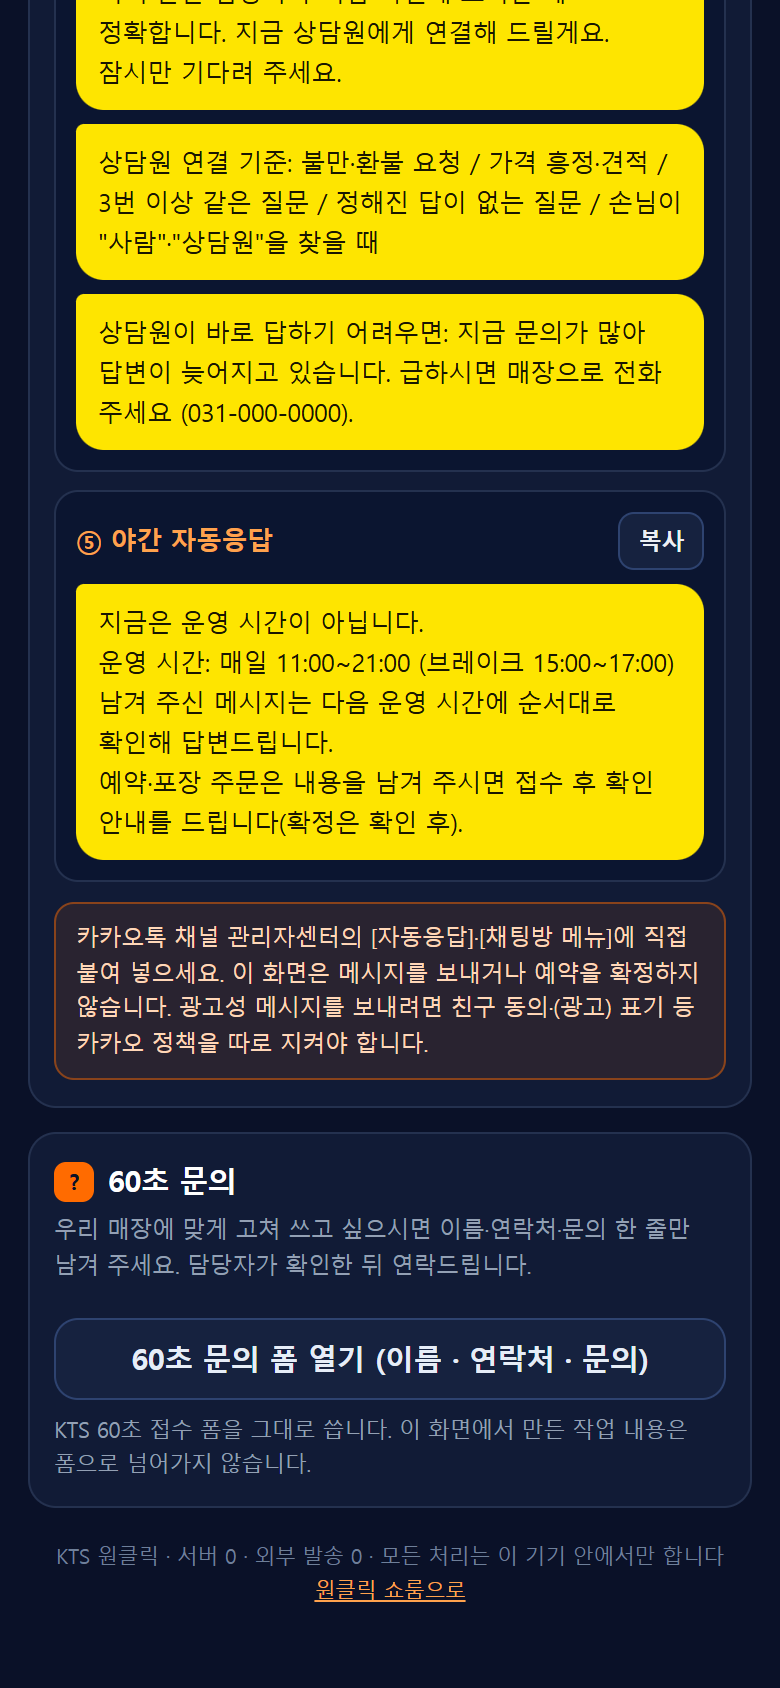 정확합니다. 지금 상담원에게 연결해 드릴게요.
잠시만 기다려 주세요.
상담원 연결 기준: 불만·환불 요청 / 가격 흥정·견적 /
3번 이상 같은 질문 / 정해진 답이 없는 질문 / 손님이
"사람"·"상담원"을 찾을 때
상담원이 바로 답하기 어려우면: 지금 문의가 많아
답변이 늦어지고 있습니다. 급하시면 매장으로 전화
주세요 (031-000-0000).
⑤ 야간 자동응답
복사
지금은 운영 시간이 아닙니다.
운영 시간: 매일 11:00~21:00 (브레이크 15:00~17:00)
남겨 주신 메시지는 다음 운영 시간에 순서대로
확인해 답변드립니다.
예약·포장 주문은 내용을 남겨 주시면 접수 후 확인
안내를 드립니다(확정은 확인 후).
카카오톡 채널 관리자센터의 [자동응답]·[채팅방 메뉴]에 직접
붙여 넣으세요. 이 화면은 메시지를 보내거나 예약을 확정하지
않습니다. 광고성 메시지를 보내려면 친구 동의·(광고) 표기 등
카카오 정책을 따로 지켜야 합니다.
? 60초 문의
우리 매장에 맞게 고쳐 쓰고 싶으시면 이름·연락처·문의 한 줄만
남겨 주세요. 담당자가 확인한 뒤 연락드립니다.
60초 문의 폼 열기 (이름 · 연락처 · 문의)
KTS 60초 접수 폼을 그대로 씁니다. 이 화면에서 만든 작업 내용은
폼으로 넘어가지 않습니다.
KTS 원클릭 · 서버 0 · 외부 발송 0 · 모든 처리는 이 기기 안에서만 합니다
원클릭 쇼룸으로